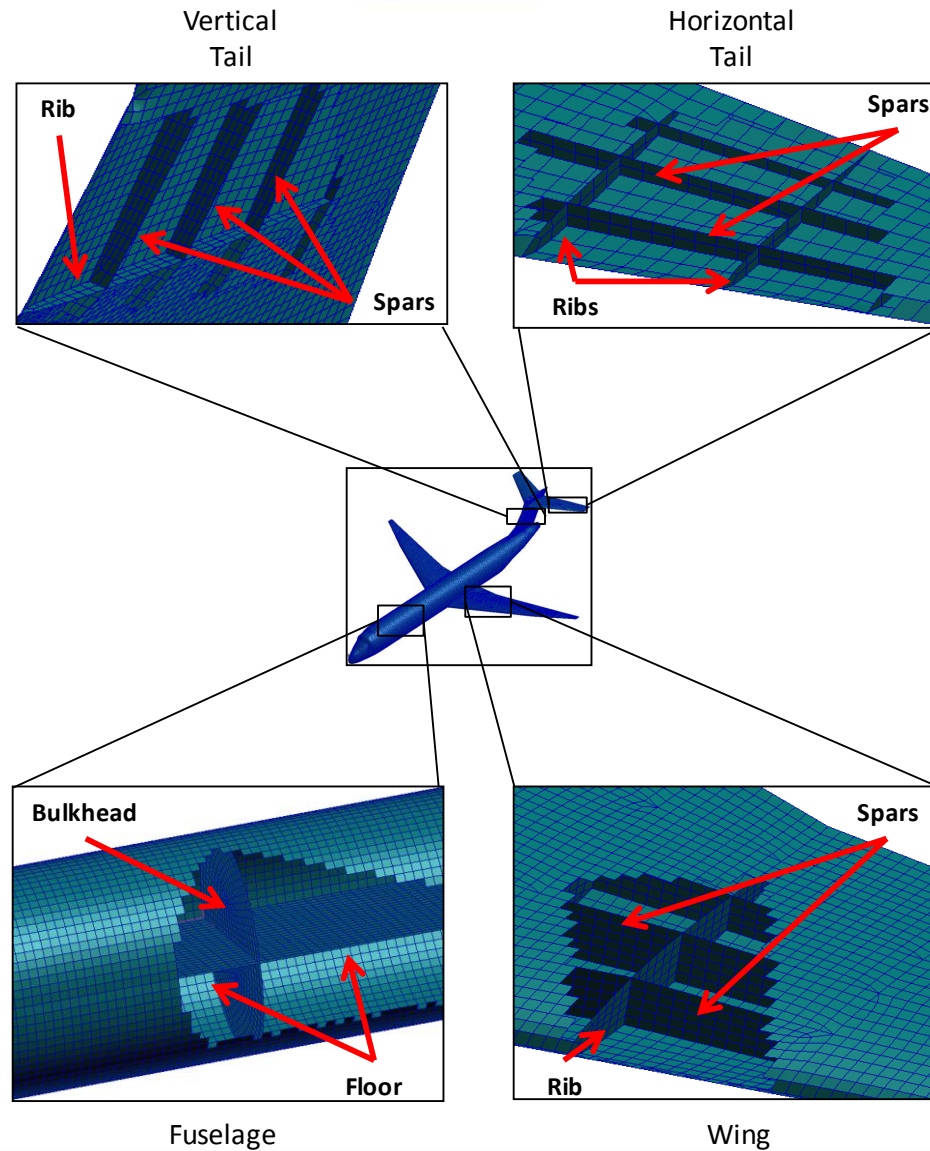 Vertical
Tail
Horizontal
Tail
Rib
Spars
Spars
Ribs
Bulkhead
Floor
Spars
Rib
Fuselage
Wing